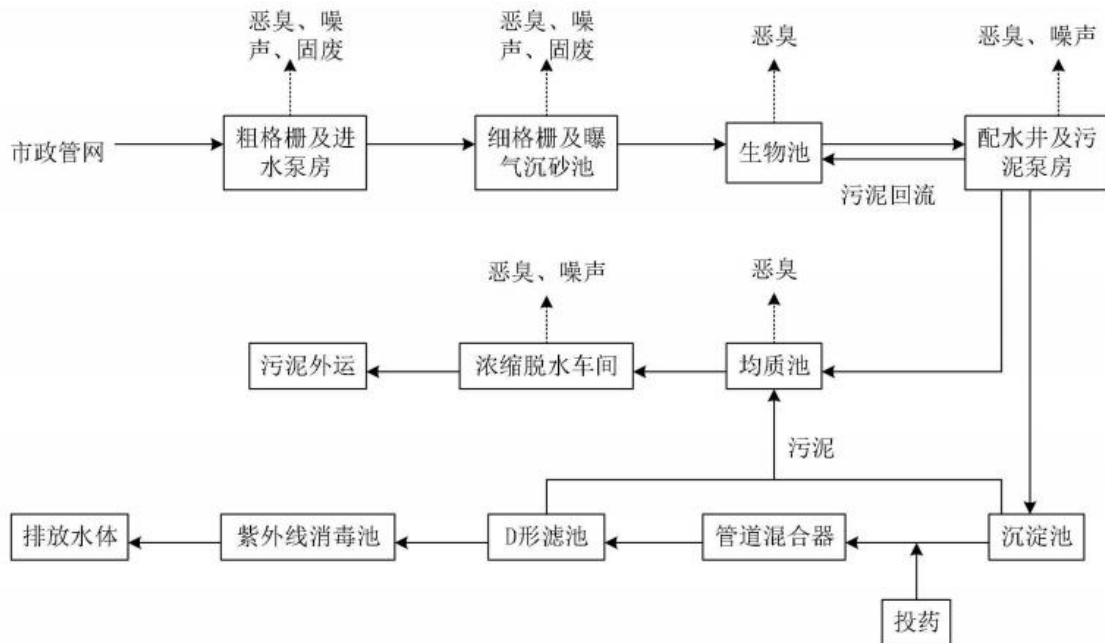 恶臭、噪
声、固废
恶臭、噪
声、固废
恶臭
恶臭、噪声
市政管网
粗格栅及进
水泵房
细格栅及曝
气沉砂池
生物池
配水井及污
泥泵房
污泥回流
恶臭、噪声
恶臭
污泥外运
浓缩脱水车间
均质池
污泥
排放水体
紫外线消毒池
D形滤池
管道混合器
沉淀池
投药